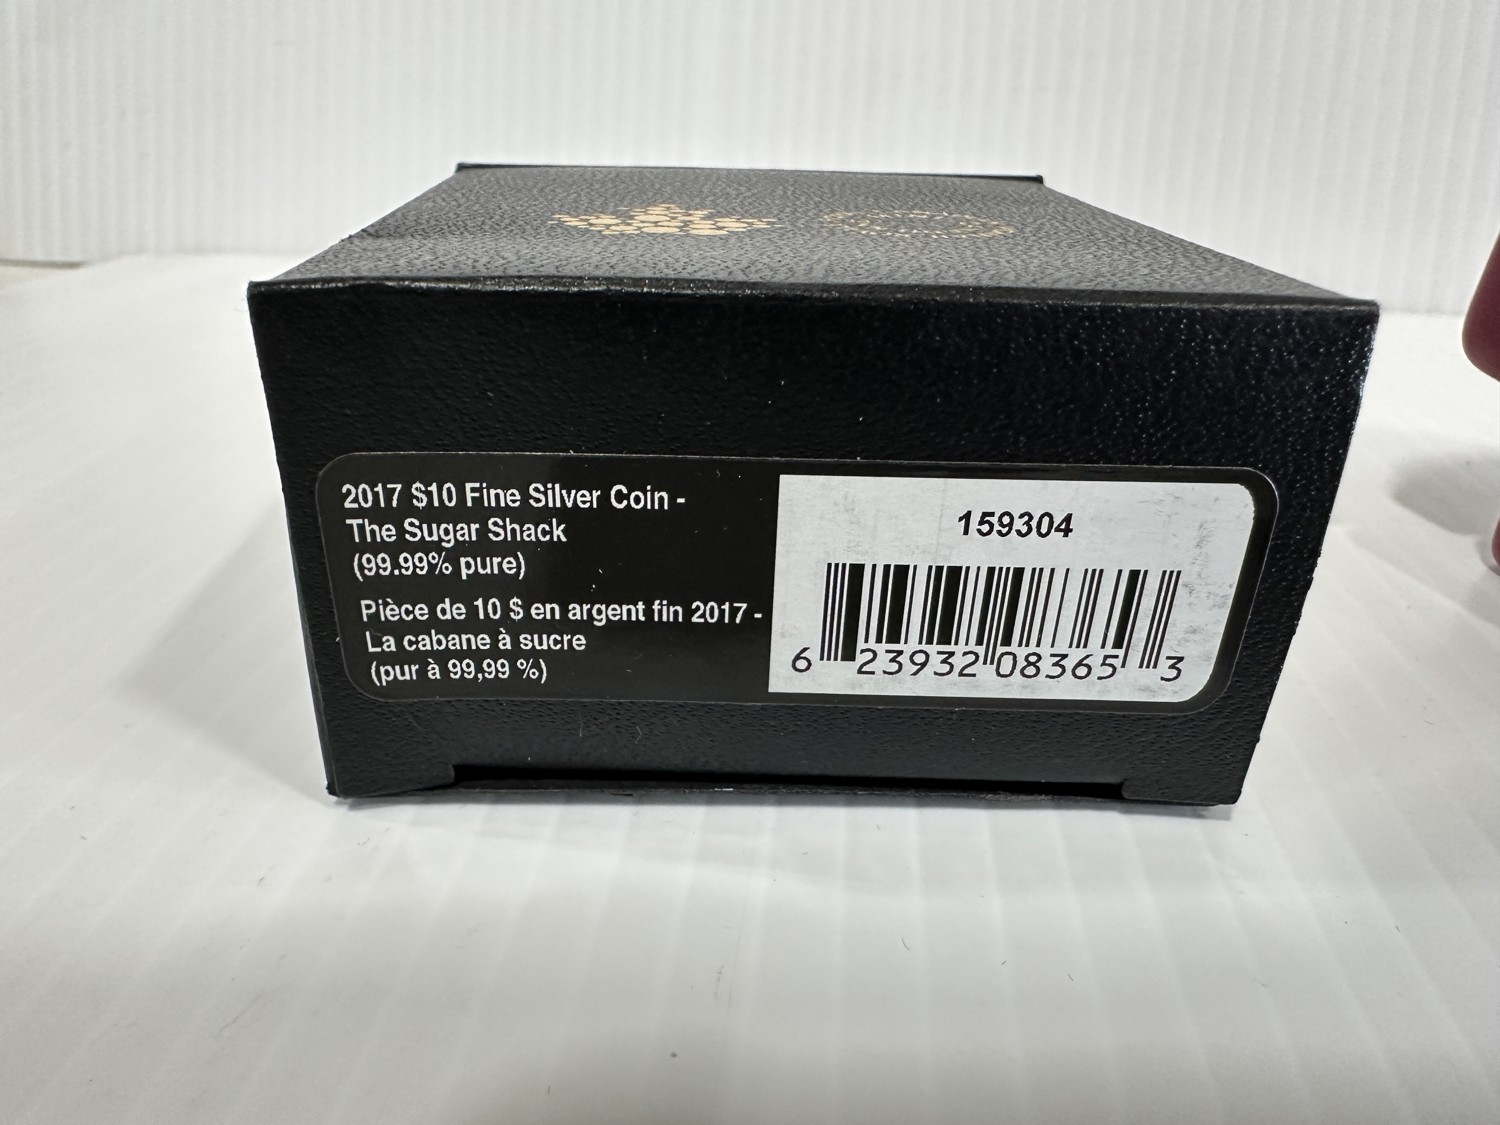 2017 $10 Fine Silver Coin -
The Sugar Shack
(99.99% pure)
Pièce de 10 $ en argent fin 2017 -
La cabane à sucre
(pur à 99,99 %)
159304
6 23932 08365 3